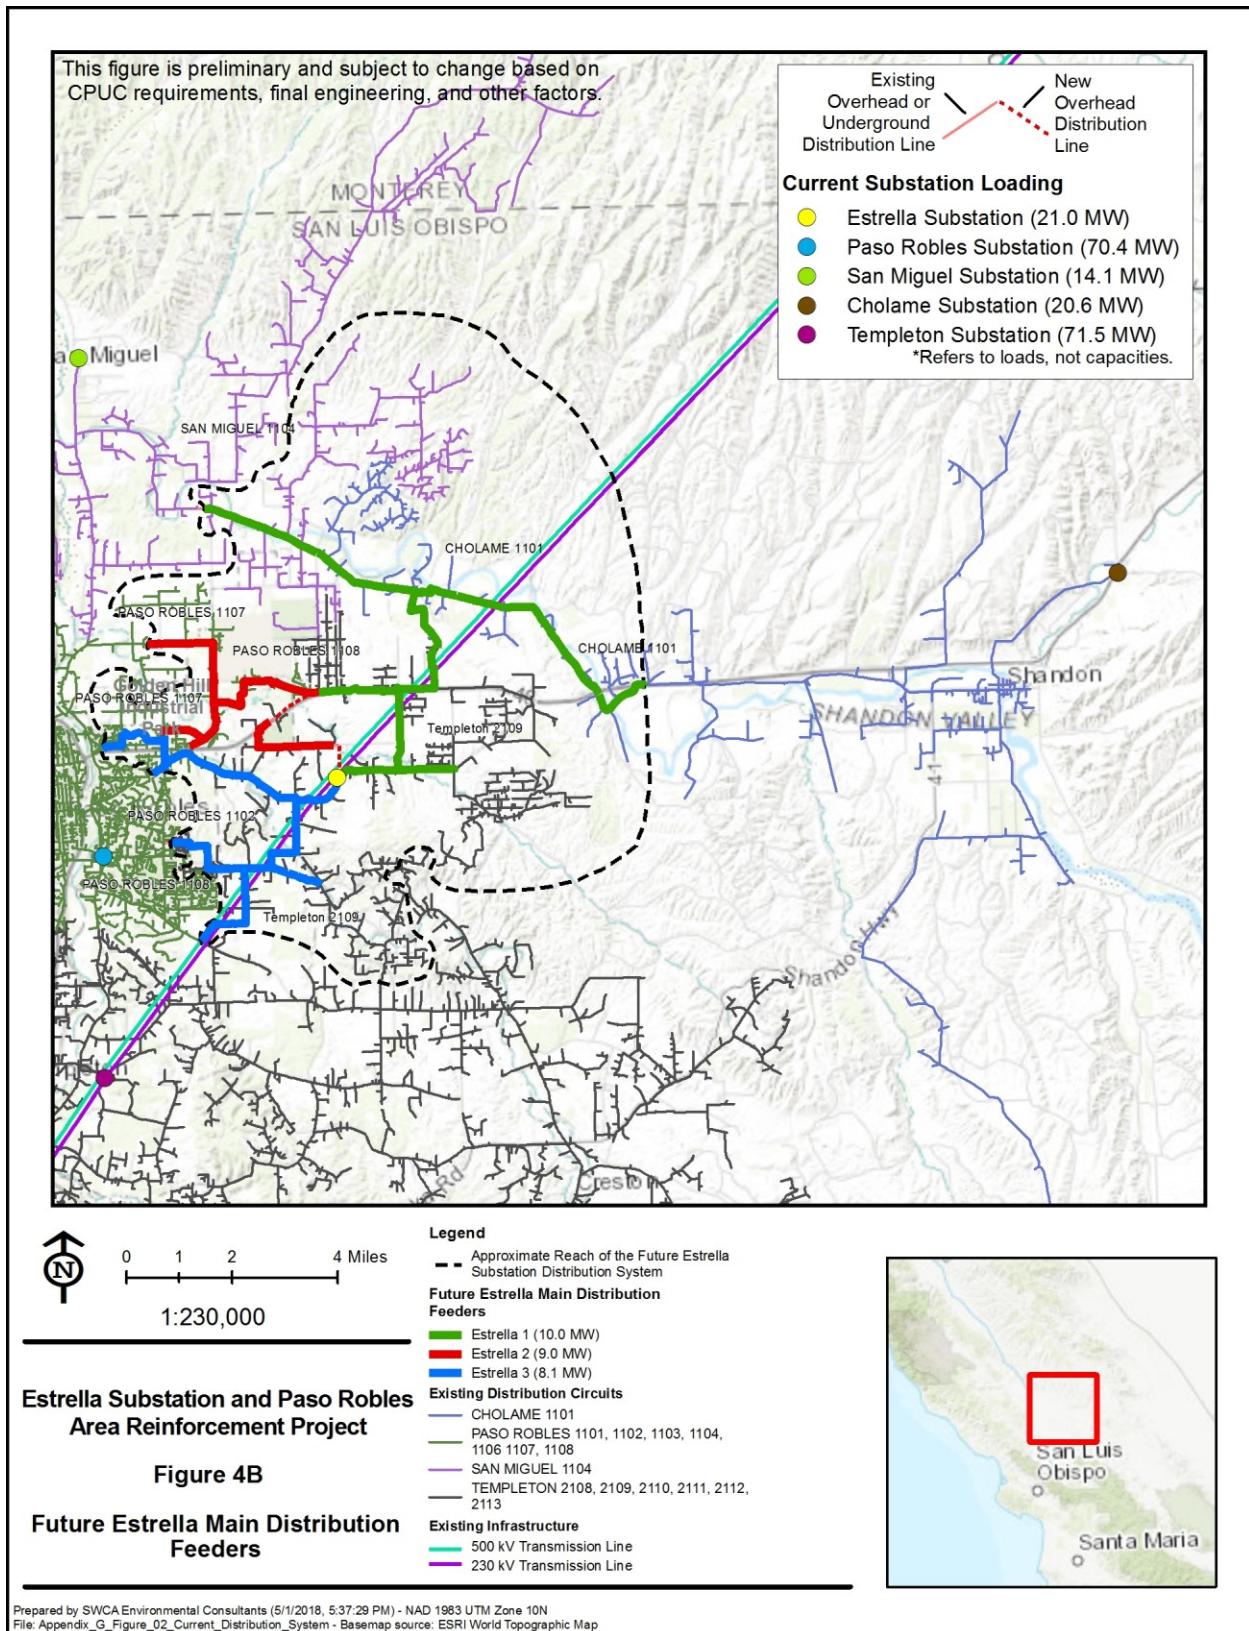 This figure is preliminary and subject to change based on
CPUC requirements, final engineering, and other factors.
Existing
Overhead or
Underground
Distribution Line
New
Overhead
Distribution
Line
Current Substation Loading
Estrella Substation (21.0 MW)
Paso Robles Substation (70.4 MW)
San Miguel Substation (14.1 MW)
Cholame Substation (20.6 MW)
Templeton Substation (71.5 MW)
*Refers to loads, not capacities.
MONTEREY
SAN LUIS OBISPO
Miguel
SAN MIGUEL 1104
CHOLAME 1101
PASO ROBLES 1107
PASO ROBLES 1108
CHOLAME 1101
Shandon
PASO ROBLES 1107
Golden Hill
Industrial
Park
46
Templeton 2109
SHANDON VALLEY
41
PASO ROBLES 1102
PASO ROBLES 1108
Templeton 2109
Shandon Hwy
Creston
Rd
N
0 1 2 4 Miles
1:230,000
Estrella Substation and Paso Robles
Area Reinforcement Project
Figure 4B
Future Estrella Main Distribution
Feeders
Legend
Approximate Reach of the Future Estrella
Substation Distribution System
Future Estrella Main Distribution
Feeders
Estrella 1 (10.0 MW)
Estrella 2 (9.0 MW)
Estrella 3 (8.1 MW)
Existing Distribution Circuits
CHOLAME 1101
PASO ROBLES 1101, 1102, 1103, 1104,
1106 1107, 1108
SAN MIGUEL 1104
TEMPLETON 2108, 2109, 2110, 2111, 2112,
2113
Existing Infrastructure
500 kV Transmission Line
230 kV Transmission Line
San Luis
Obispo
Santa Maria
Prepared by SWCA Environmental Consultants (5/1/2018, 5:37:29 PM) - NAD 1983 UTM Zone 10N
File: Appendix_G_Figure_02_Current_Distribution_System - Basemap source: ESRI World Topographic Map